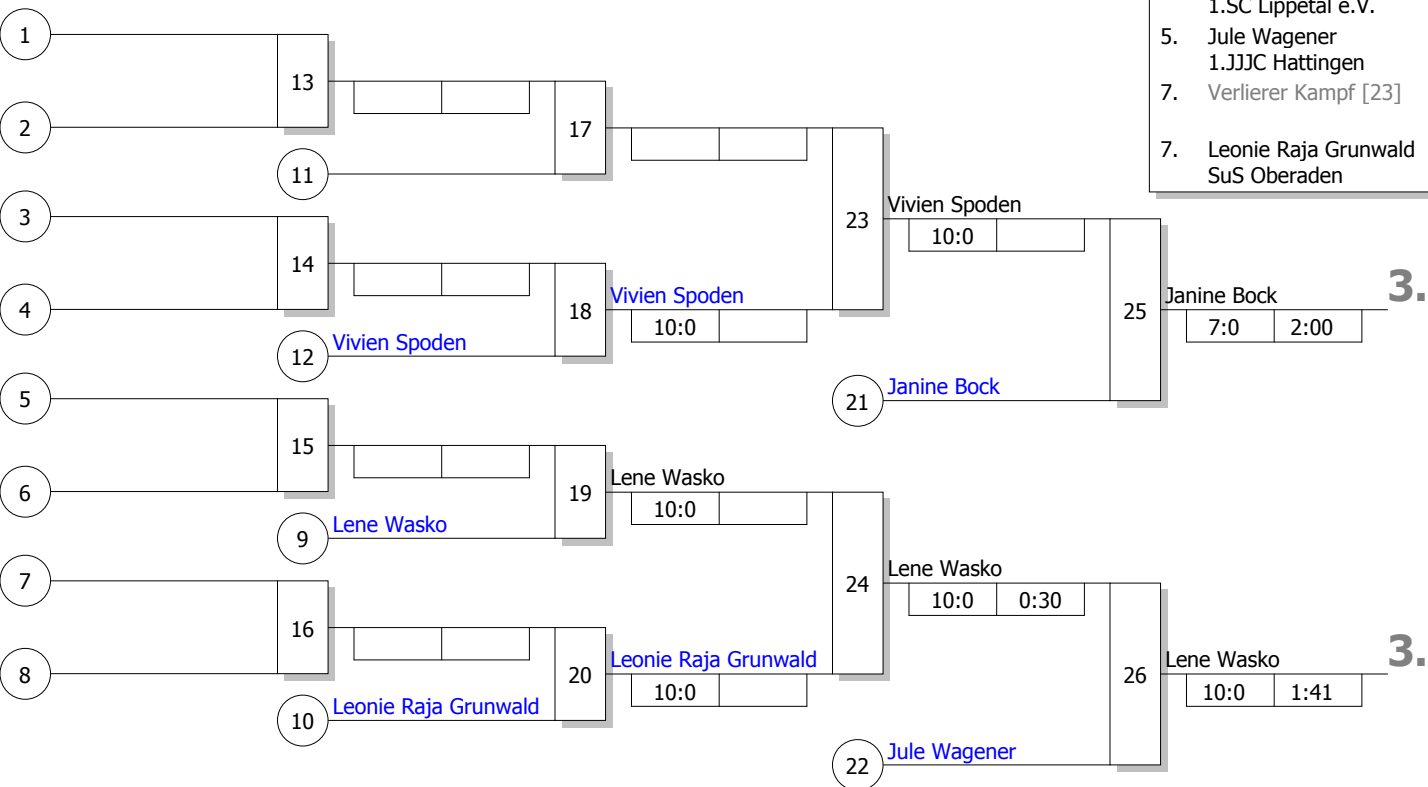 1.SC Lippetal e.V.
5. Jule Wagener
1.JJJC Hattingen
7. Verlierer Kampf [23]
7. Leonie Raja Grunwald
SuS Oberaden
1
13
2
17
11
3
23
Vivien Spoden
10:0
14
4
18
Vivien Spoden
10:0
25
Janine Bock
3.
7:0 2:00
12
Vivien Spoden
5
21
Janine Bock
15
6
19
Lene Wasko
10:0
9
Lene Wasko
7
24
Lene Wasko
10:0 0:30
16
8
20
Leonie Raja Grunwald
10:0
26
Lene Wasko
3.
10:0 1:41
10
Leonie Raja Grunwald
22
Jule Wagener